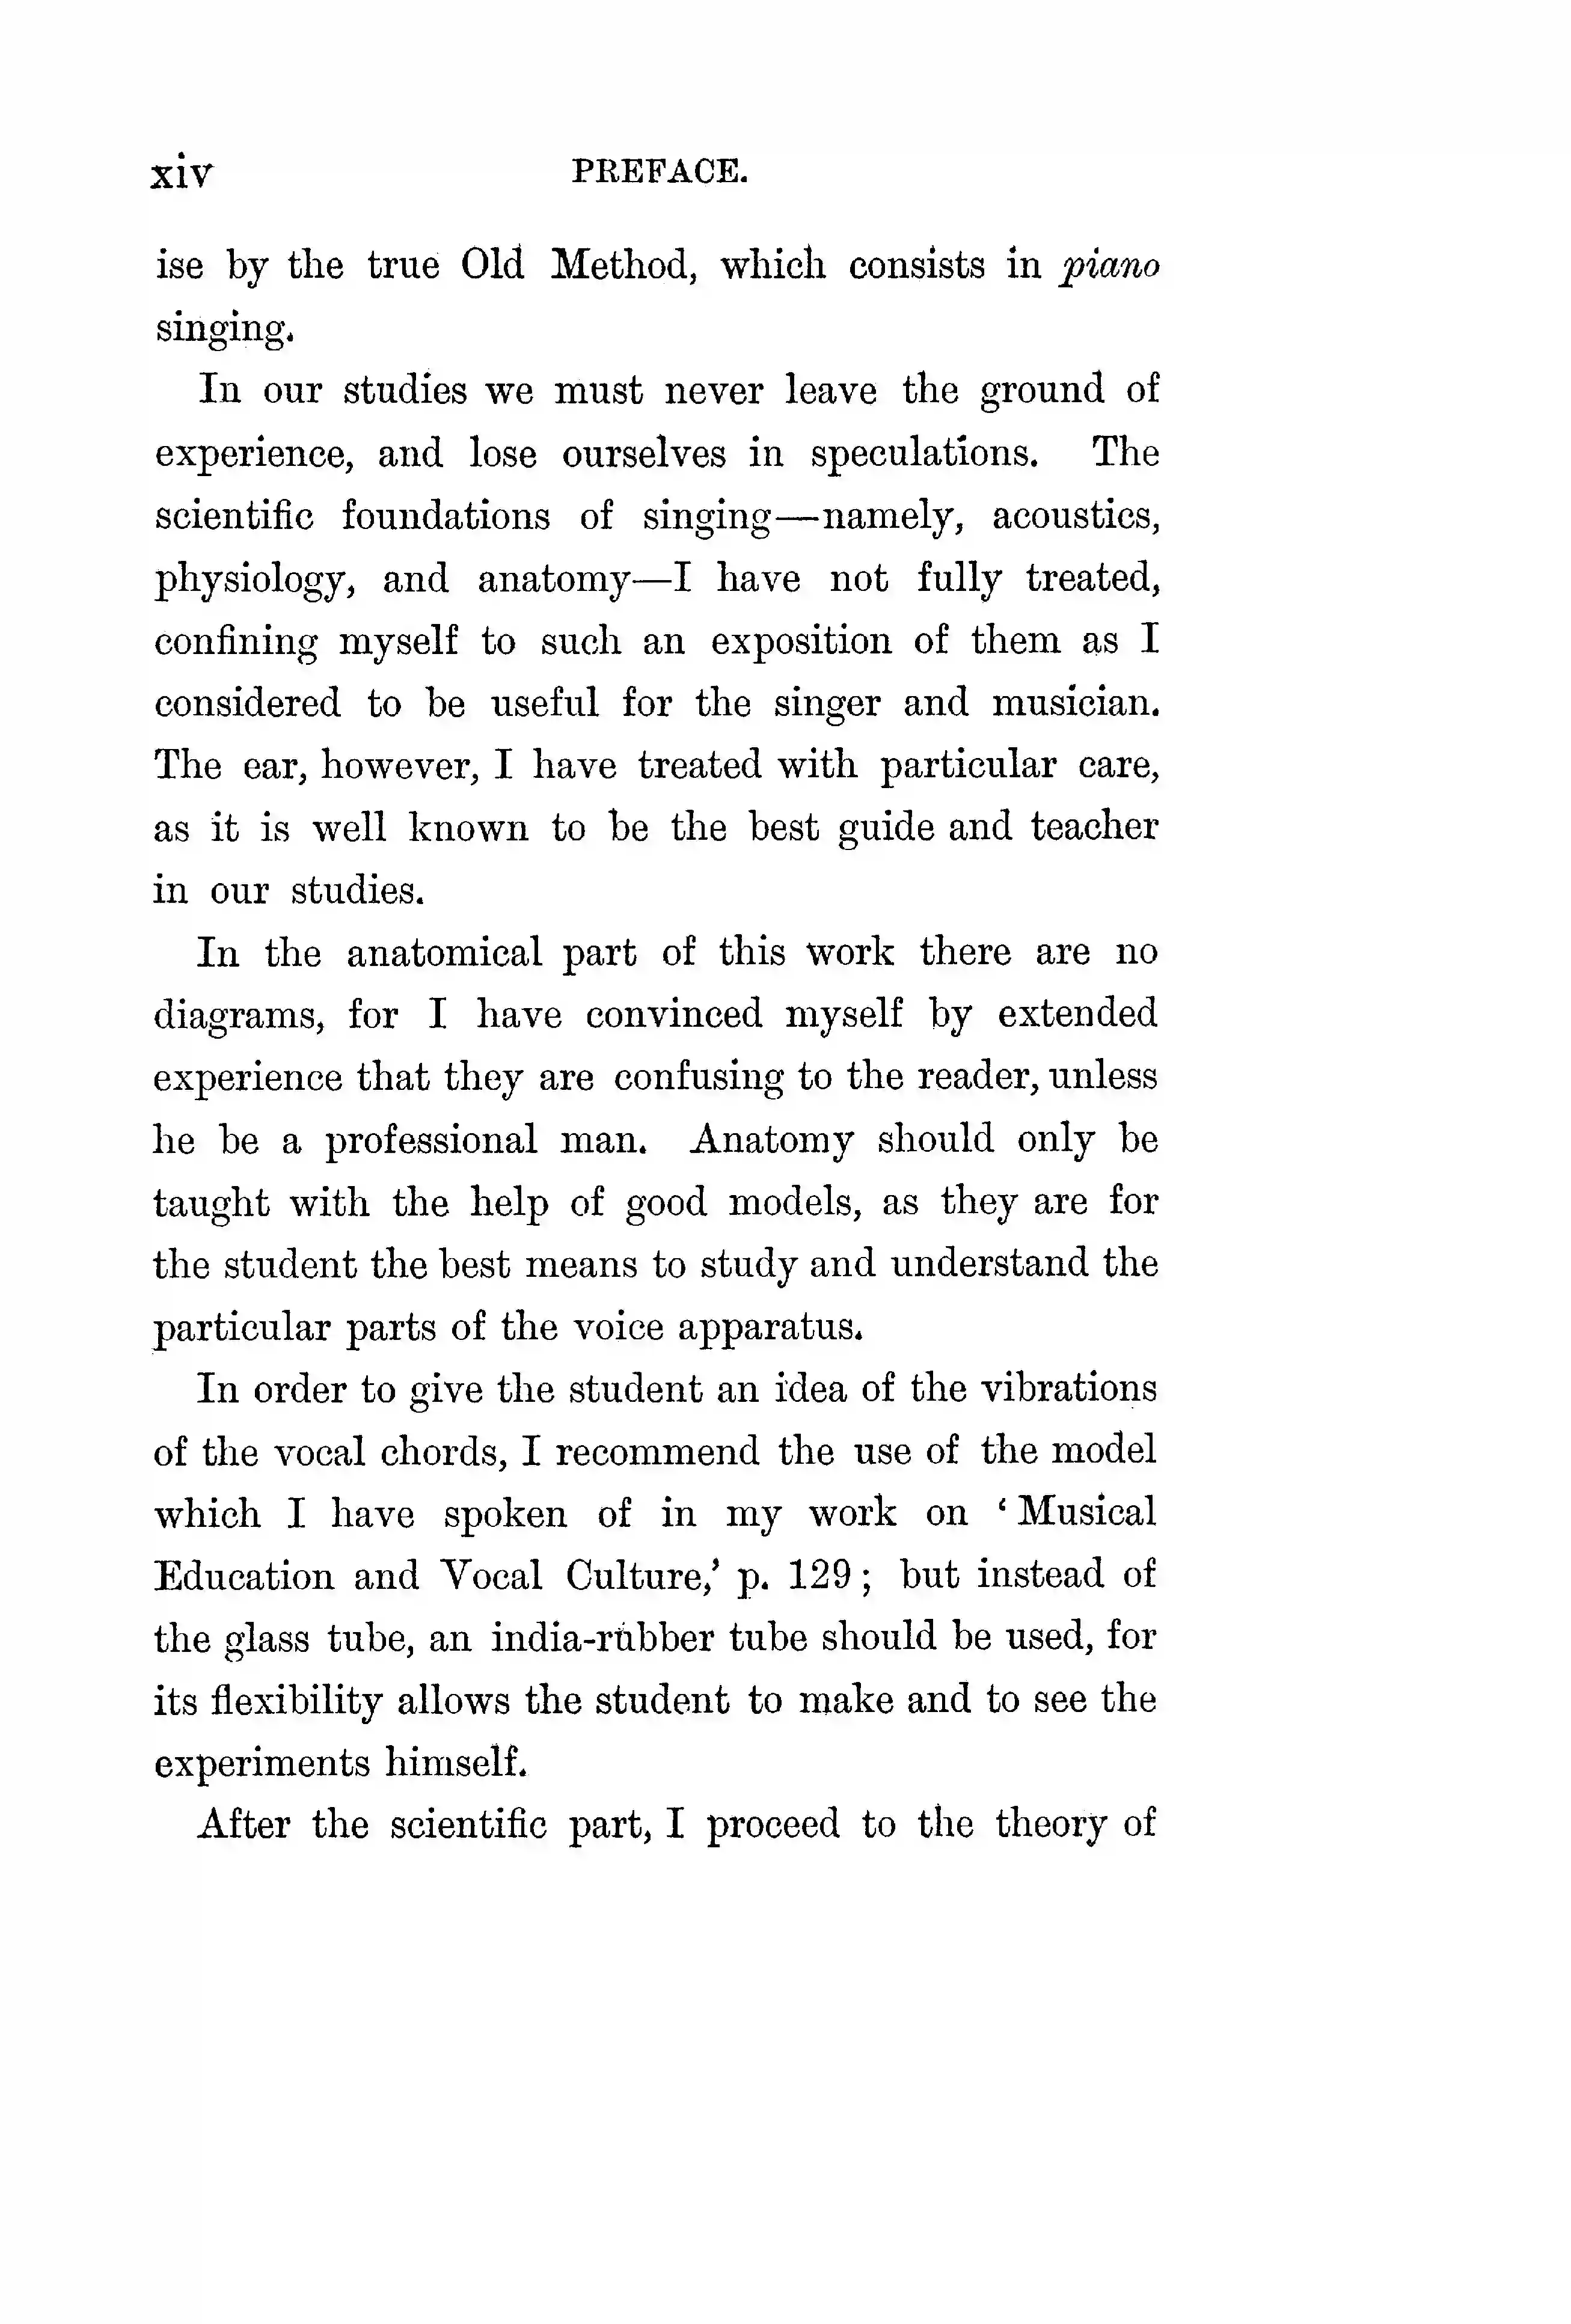 xiv PREFACE.
ise by the true Old Method, which consists in piano
singing.
In our studies we must never leave the ground of
experience, and lose ourselves in speculations. The
scientific foundations of singing—namely, acoustics,
physiology, and anatomy—I have not fully treated,
confining myself to such an exposition of them as I
considered to be useful for the singer and musician.
The ear, however, I have treated with particular care,
as it is well known to be the best guide and teacher
in our studies.
In the anatomical part of this work there are no
diagrams, for I have convinced myself by extended
experience that they are confusing to the reader, unless
he be a professional man. Anatomy should only be
taught with the help of good models, as they are for
the student the best means to study and understand the
particular parts of the voice apparatus.
In order to give the student an idea of the vibrations
of the vocal chords, I recommend the use of the model
which I have spoken of in my work on ‘Musical
Education and Vocal Culture,’ p. 129; but instead of
the glass tube, an india-rubber tube should be used, for
its flexibility allows the student to make and to see the
experiments himself.
After the scientific part, I proceed to the theory of